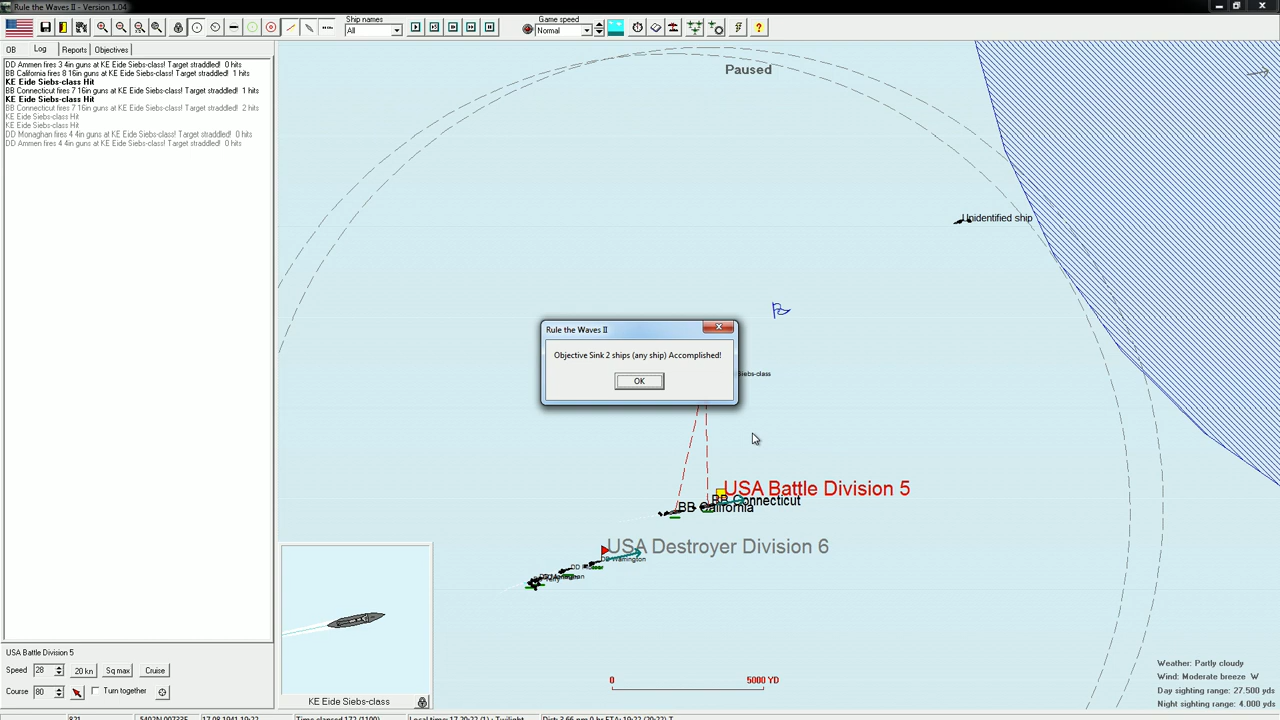 Rule the Waves II - Version 1.04
Ship names
All
Game speed
Normal
OB Log Reports Objectives
DD Ammen fires 3 4in guns at KE Eide Siebs-class! Target straddled! 0 hits
BB California fires 8 16in guns at KE Eide Siebs-class! Target straddled! 1 hits
KE Eide Siebs-class Hit
BB Connecticut fires 7 16in guns at KE Eide Siebs-class! Target straddled! 1 hits
KE Eide Siebs-class Hit
BB Connecticut fires 7 16in guns at KE Eide Siebs-class! Target straddled! 2 hits
KE Eide Siebs-class Hit
KE Eide Siebs-class Hit
DD Monaghan fires 4 4in guns at KE Eide Siebs-class! Target straddled! 0 hits
DD Ammen fires 4 4in guns at KE Eide Siebs-class! Target straddled! 0 hits
Paused
Unidentified ship
Rule the Waves II
Objective Sink 2 ships (any ship) Accomplished!
OK
Siebs-class
USA Battle Division 5
BB Connecticut
BB California
USA Destroyer Division 6
DD Warrington
0 5000 YD
KE Eide Siebs-class
USA Battle Division 5
Speed 28 20 kn Sq max Cruise
Course 80 Turn together
Weather: Partly cloudy
Wind: Moderate breeze W
Day sighting range: 27.500 yds
Night sighting range: 4.000 yds